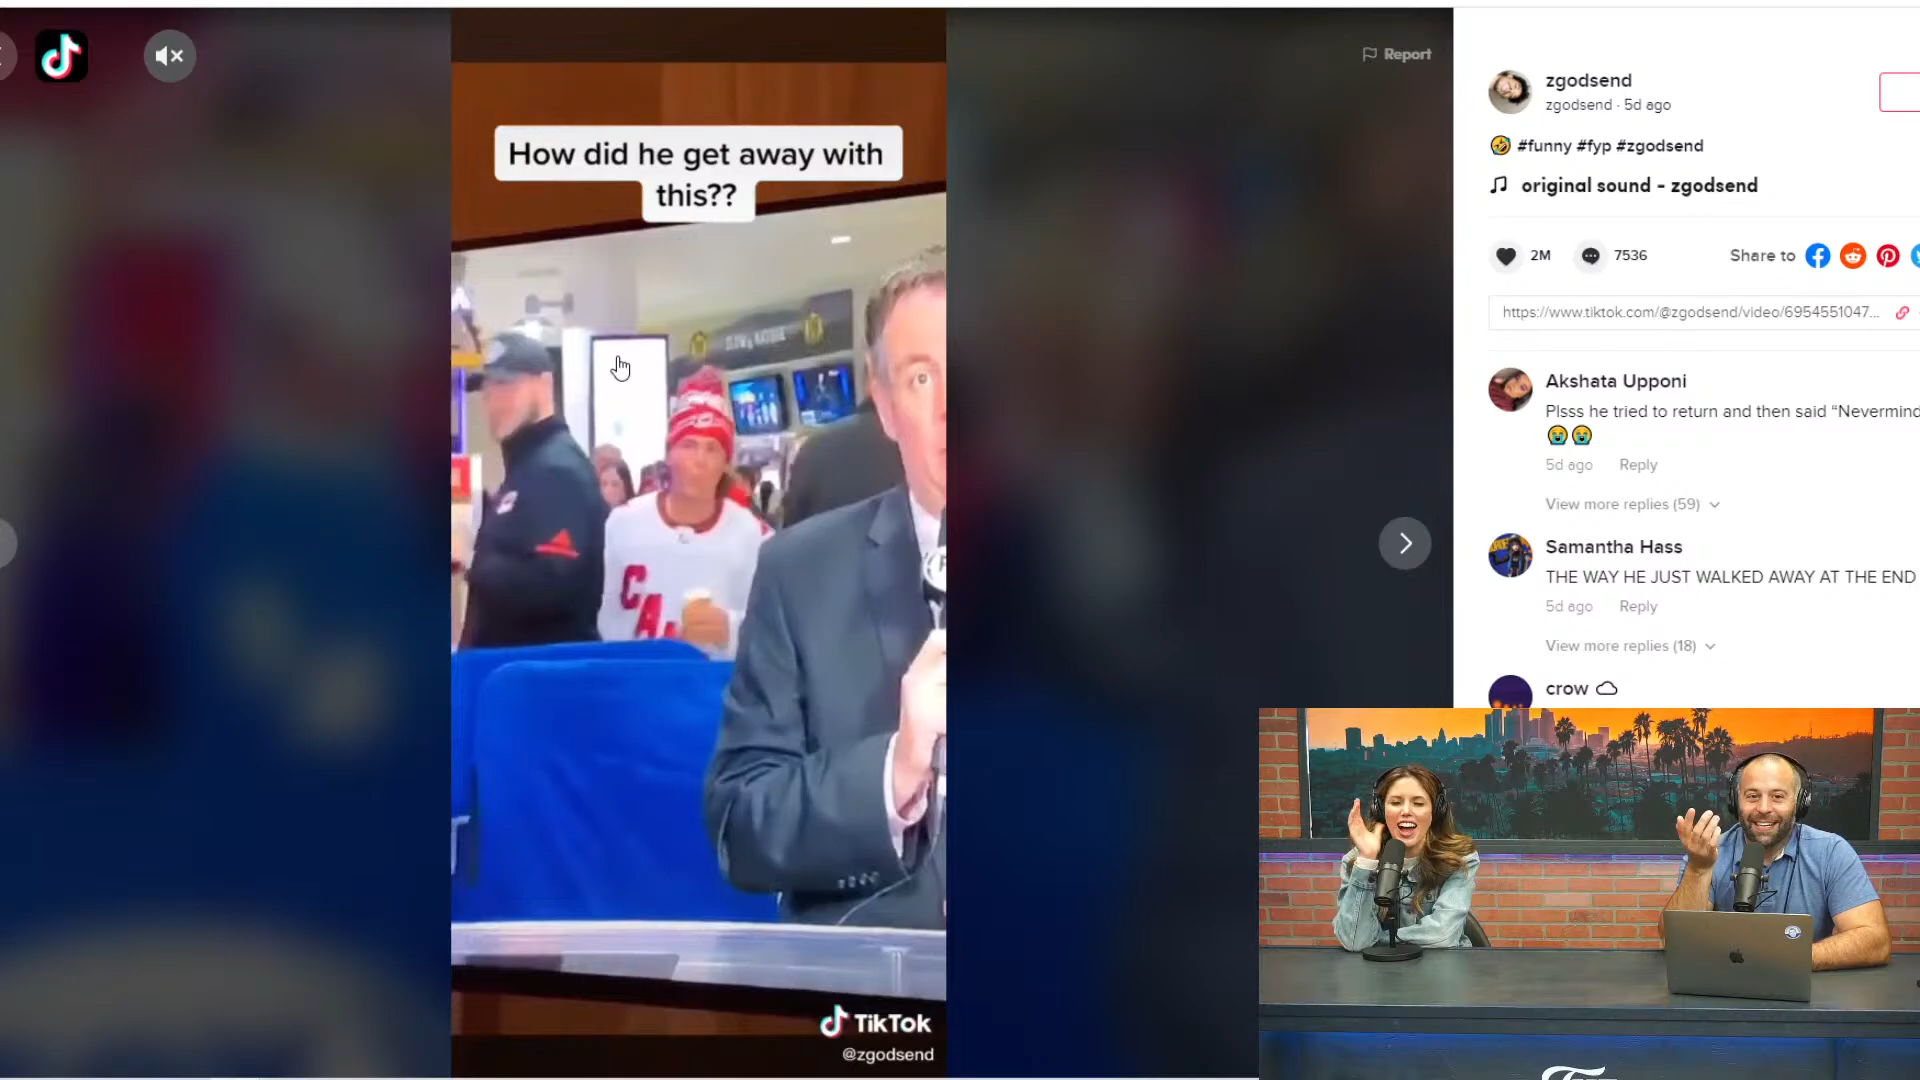 Report
How did he get away with
this??
CA
TikTok
@zgodsend
zgodsend
zgodsend · 5d ago
🤣 #funny #fyp #zgodsend
original sound - zgodsend
2M
7536
Share to
https://www.tiktok.com/@zgodsend/video/6954551047...
Akshata Upponi
Plsss he tried to return and then said “Nevermind
😭😭
5d ago Reply
View more replies (59)
Samantha Hass
THE WAY HE JUST WALKED AWAY AT THE END
5d ago Reply
View more replies (18)
crow